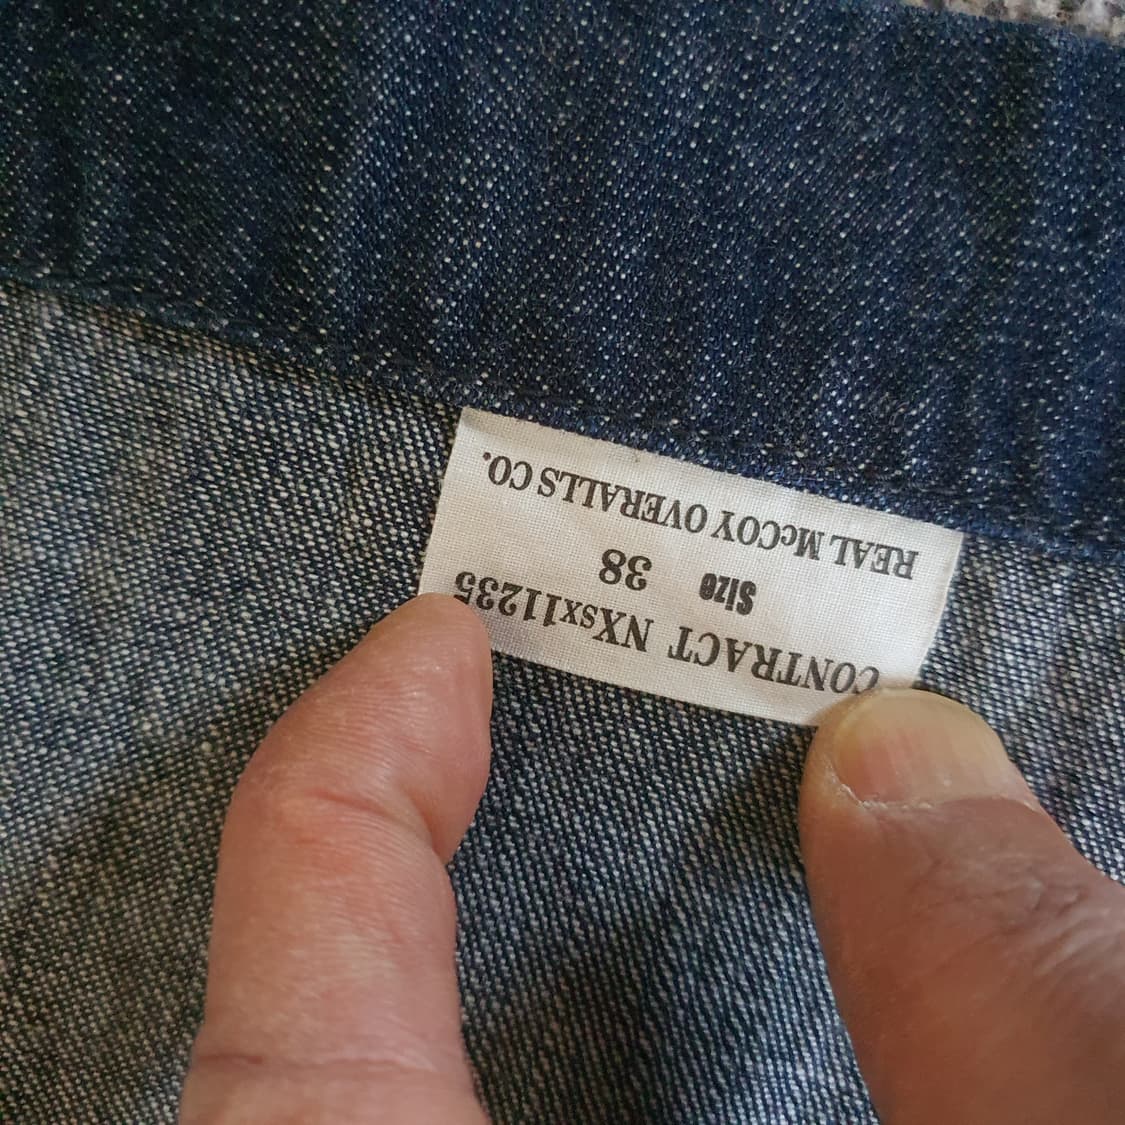 CONTRACT NXsx11235
Size 38
REAL McCOY OVERALLS CO.